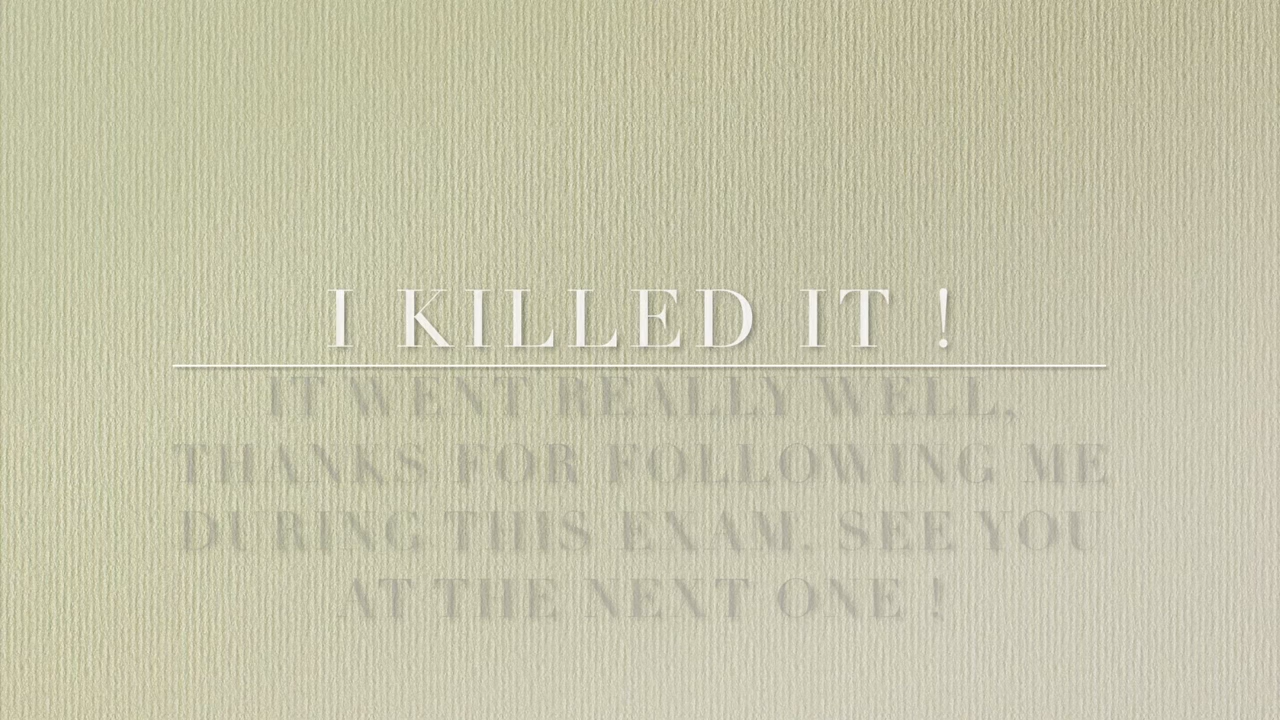 I KILLED IT !
IT WENT REALLY WELL,
THANKS FOR FOLLOWING ME
DURING THIS EXAM. SEE YOU
AT THE NEXT ONE !